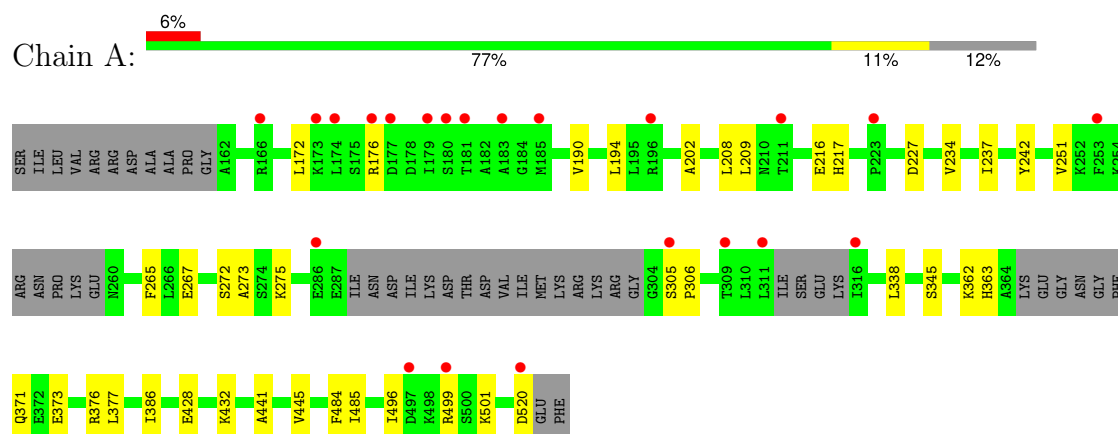 6%
Chain A:
77% 11% 12%
SER ILE LEU VAL ARG ARG ASP ALA ALA PRO GLY A162 R166 L172 K173 L174 S175 R176 D177 D178 I179 S180 T181 A182 A183 G184 M185 V190 L194 L195 R196 A202 L208 L209 N210 T211 E216 H217 P223 D227 V234 I237 Y242 V251 K252 F253 K254
ARG ASN PRO LYS GLU N260 F265 L266 E267 S272 A273 S274 K275 E286 E287 ILE ASN ASP ILE LYS ASP THR ASP VAL ILE MET LYS ARG LYS ARG GLY G304 S305 P306 T309 L310 L311 ILE SER GLU LYS I316 L338 S345 K362 H363 A364 LYS GLU GLY ASN GLY PHE
Q371 E372 E373 R376 L377 I386 E428 K432 A441 V445 F484 I485 I496 D497 K498 R499 S500 K501 D520 GLU PHE